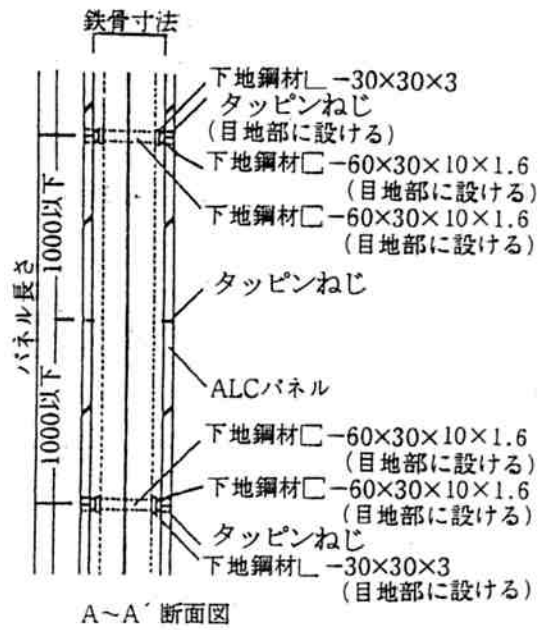 鉄骨寸法
下地鋼材∟-30×30×3
タッピンねじ
(目地部に設ける)
下地鋼材⊏-60×30×10×1.6
(目地部に設ける)
下地鋼材⊏-60×30×10×1.6
(目地部に設ける)
タッピンねじ
ALCパネル
下地鋼材⊏-60×30×10×1.6
(目地部に設ける)
下地鋼材⊏-60×30×10×1.6
(目地部に設ける)
タッピンねじ
下地鋼材∟-30×30×3
(目地部に設ける)
パネル長さ
1000以下
1000以下
A~A´断面図